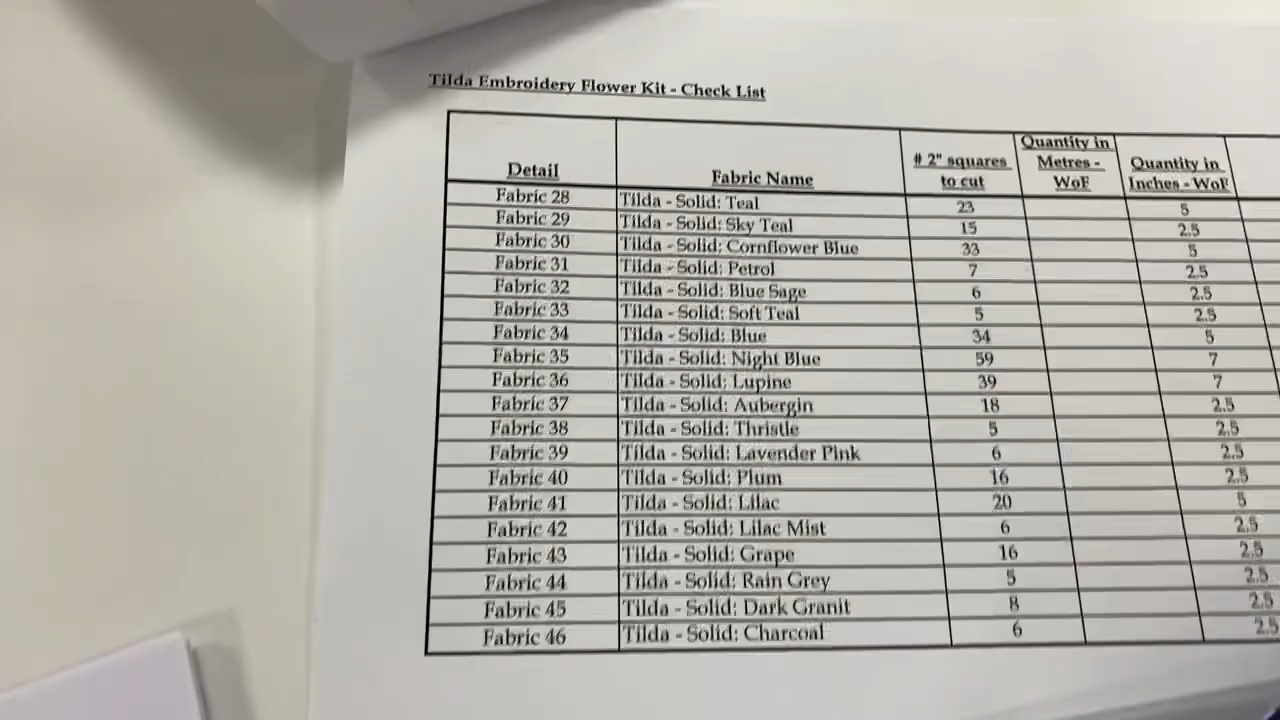 Tilda Embroidery Flower Kit - Check List
Detail Fabric Name # 2" squares to cut Quantity in Metres - WoF Quantity in Inches - WoF
Fabric 28 Tilda - Solid: Teal 23 5
Fabric 29 Tilda - Solid: Sky Teal 15 2.5
Fabric 30 Tilda - Solid: Cornflower Blue 33 5
Fabric 31 Tilda - Solid: Petrol 7 2.5
Fabric 32 Tilda - Solid: Blue Sage 6 2.5
Fabric 33 Tilda - Solid: Soft Teal 5 2.5
Fabric 34 Tilda - Solid: Blue 34 5
Fabric 35 Tilda - Solid: Night Blue 59 7
Fabric 36 Tilda - Solid: Lupine 39 7
Fabric 37 Tilda - Solid: Aubergin 18 2.5
Fabric 38 Tilda - Solid: Thristle 5 2.5
Fabric 39 Tilda - Solid: Lavender Pink 6 2.5
Fabric 40 Tilda - Solid: Plum 16 2.5
Fabric 41 Tilda - Solid: Lilac 20 5
Fabric 42 Tilda - Solid: Lilac Mist 6 2.5
Fabric 43 Tilda - Solid: Grape 16 2.5
Fabric 44 Tilda - Solid: Rain Grey 5 2.5
Fabric 45 Tilda - Solid: Dark Granit 8 2.5
Fabric 46 Tilda - Solid: Charcoal 6 2.5